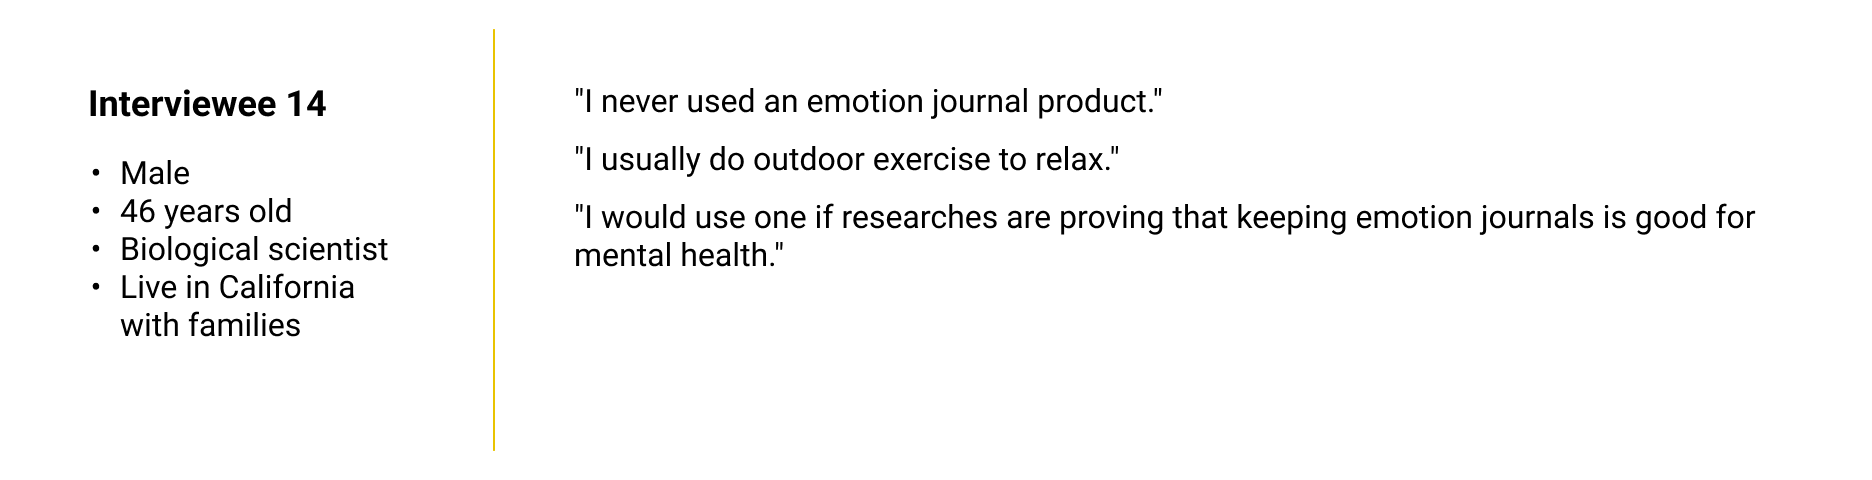 Interviewee 14
• Male
• 46 years old
• Biological scientist
• Live in California
with families
"I never used an emotion journal product."
"I usually do outdoor exercise to relax."
"I would use one if researches are proving that keeping emotion journals is good for
mental health."